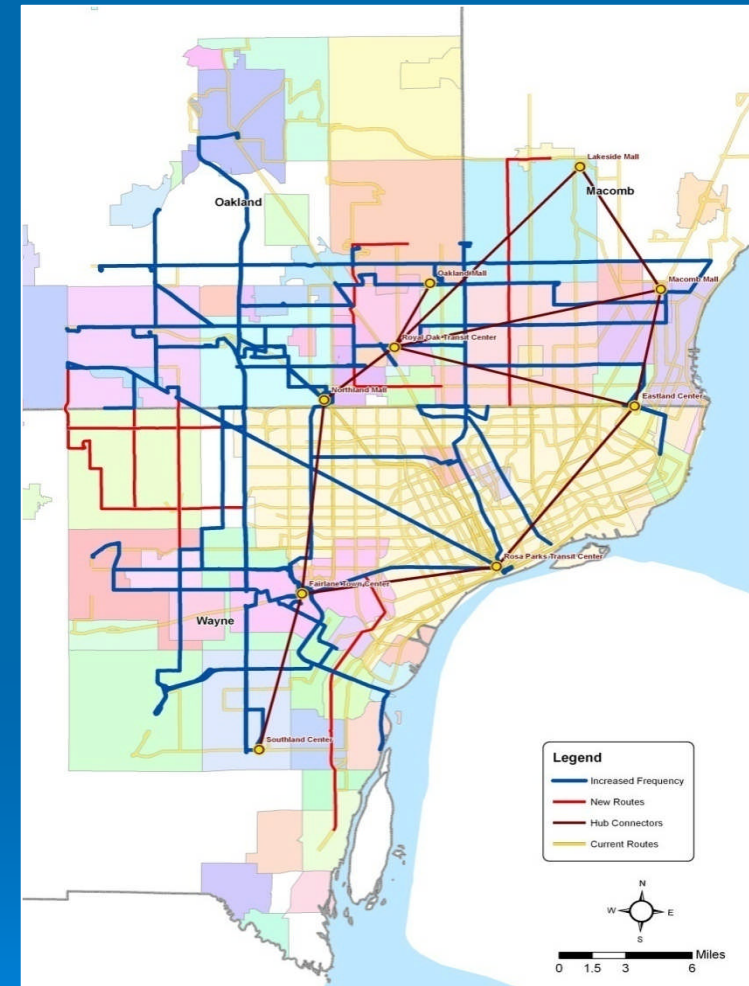 Lakeside Mall
Macomb
Oakland
Oakland Mall
Macomb Mall
Royal Oak Transit Center
Northland Mall
Eastland Center
Rosa Parks Transit Center
Fairlane Town Center
Wayne
Southland Center
Legend
Increased Frequency
New Routes
Hub Connectors
Current Routes
N
W E
S
Miles
0 1.5 3 6